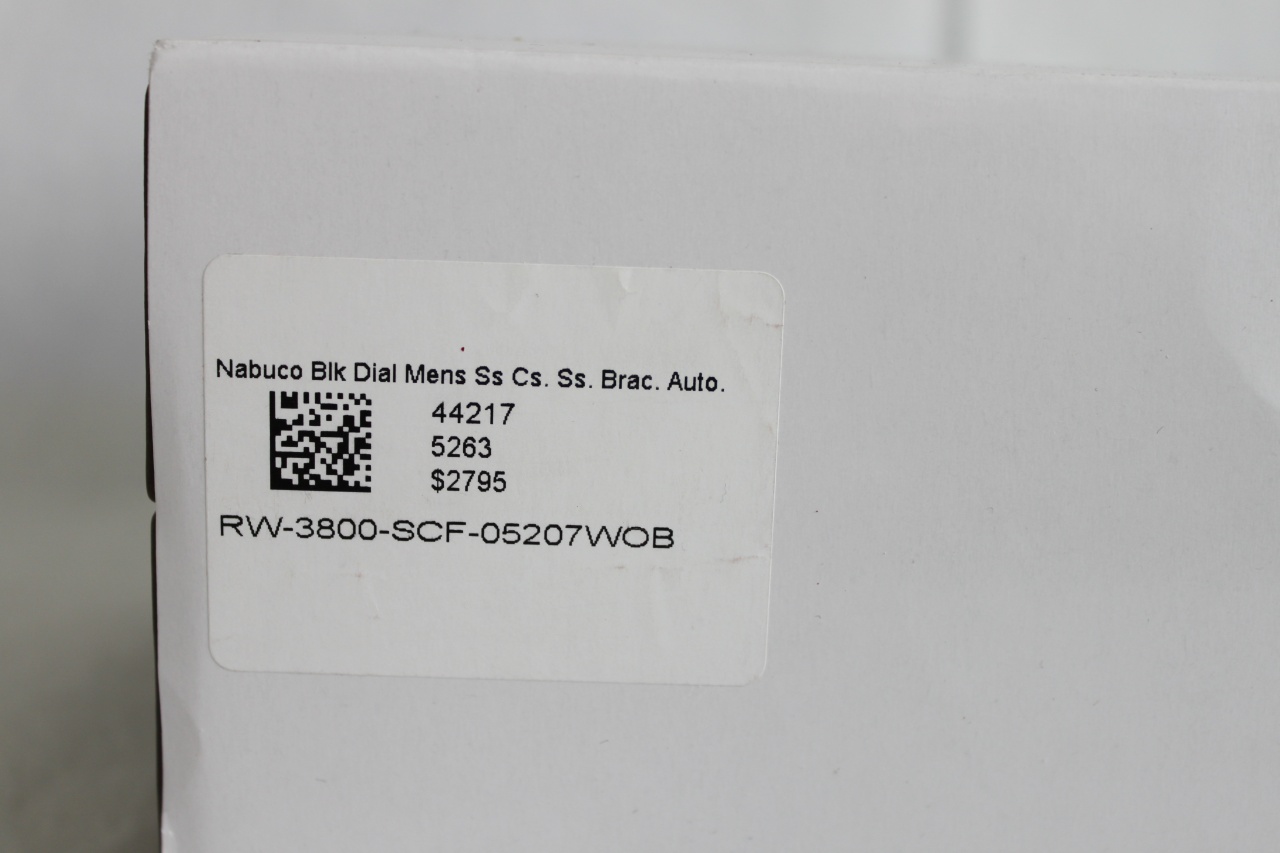 Nabuco Blk Dial Mens Ss Cs. Ss. Brac. Auto.
44217
5263
$2795
RW-3800-SCF-05207WOB